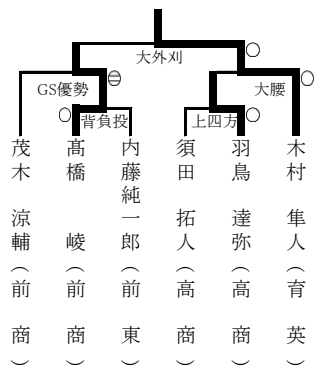 大外刈
GS優勢
大腰
背負投
上四方
茂木 涼輔（前商）
髙橋 崚（前商）
内藤純一郎（前東）
須田 拓人（高商）
羽鳥 達弥（高商）
木村 隼人（育英）